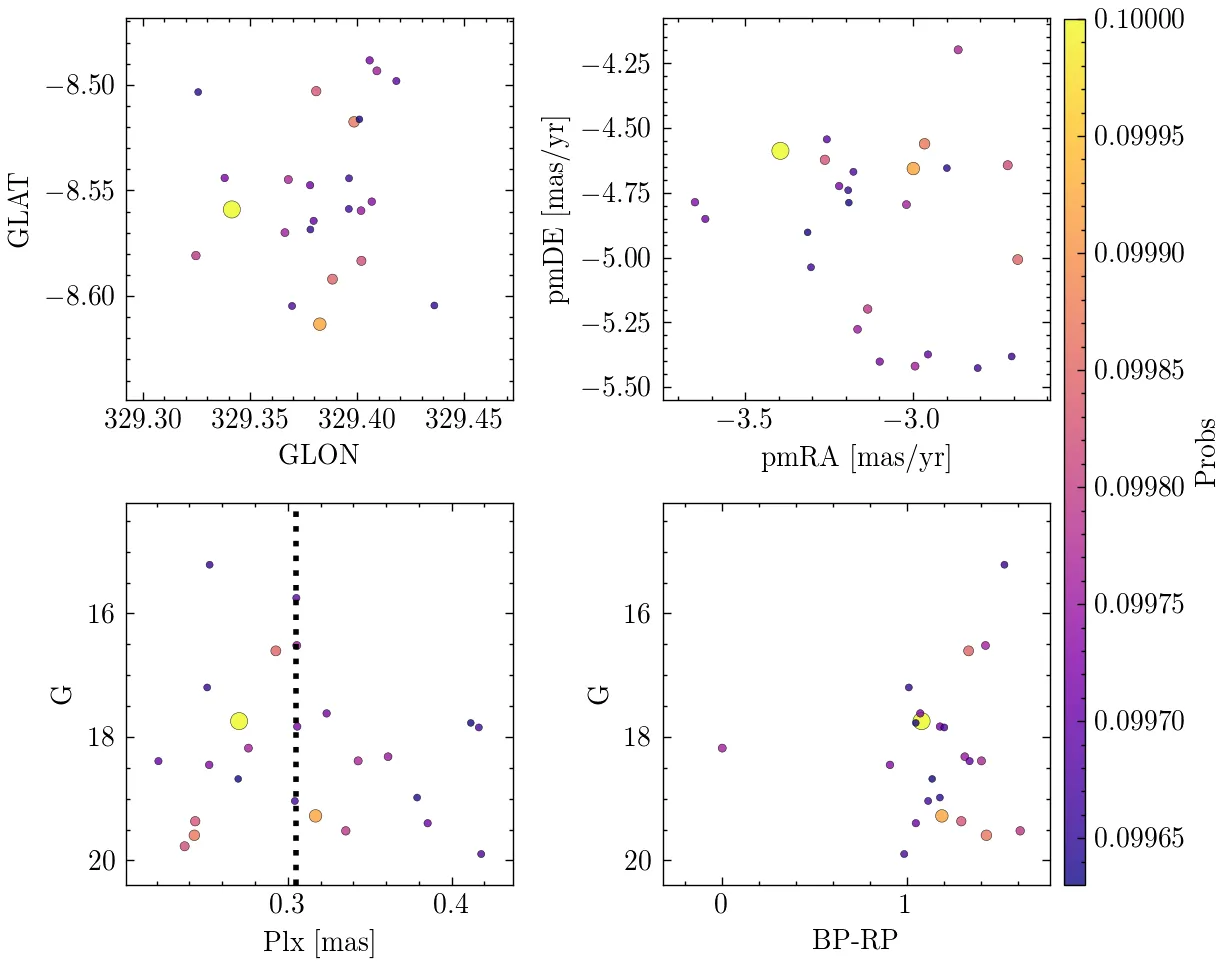 −8.50
−8.55
−8.60
GLAT
329.30 329.35 329.40 329.45
GLON
−4.25
−4.50
−4.75
−5.00
−5.25
−5.50
pmDE [mas/yr]
−3.5 −3.0
pmRA [mas/yr]
0.10000
0.09995
0.09990
0.09985
0.09980
0.09975
0.09970
0.09965
Probs
16
18
20
G
0.3 0.4
Plx [mas]
16
18
20
G
0 1
BP-RP